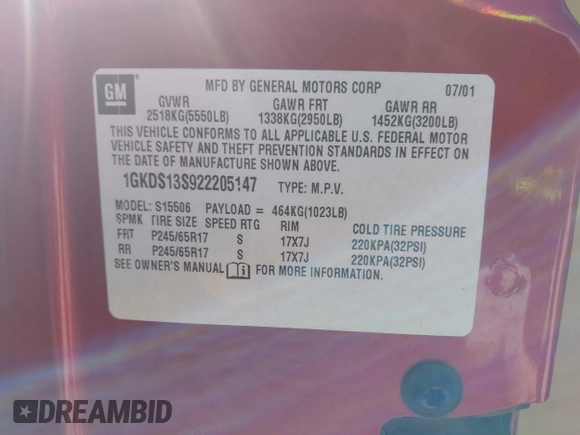 GM
MFD BY GENERAL MOTORS CORP 07/01
GVWR GAWR FRT GAWR RR
2518KG(5550LB) 1338KG(2950LB) 1452KG(3200LB)
THIS VEHICLE CONFORMS TO ALL APPLICABLE U.S. FEDERAL MOTOR
VEHICLE SAFETY AND THEFT PREVENTION STANDARDS IN EFFECT ON
THE DATE OF MANUFACTURE SHOWN ABOVE.
1GKDS13S922205147 TYPE: M.P.V.
MODEL: S15506 PAYLOAD = 464KG(1023LB)
SPMK TIRE SIZE SPEED RTG RIM COLD TIRE PRESSURE
FRT P245/65R17 S 17X7J 220KPA(32PSI)
RR P245/65R17 S 17X7J 220KPA(32PSI)
SEE OWNER'S MANUAL FOR MORE INFORMATION.
DREAMBID